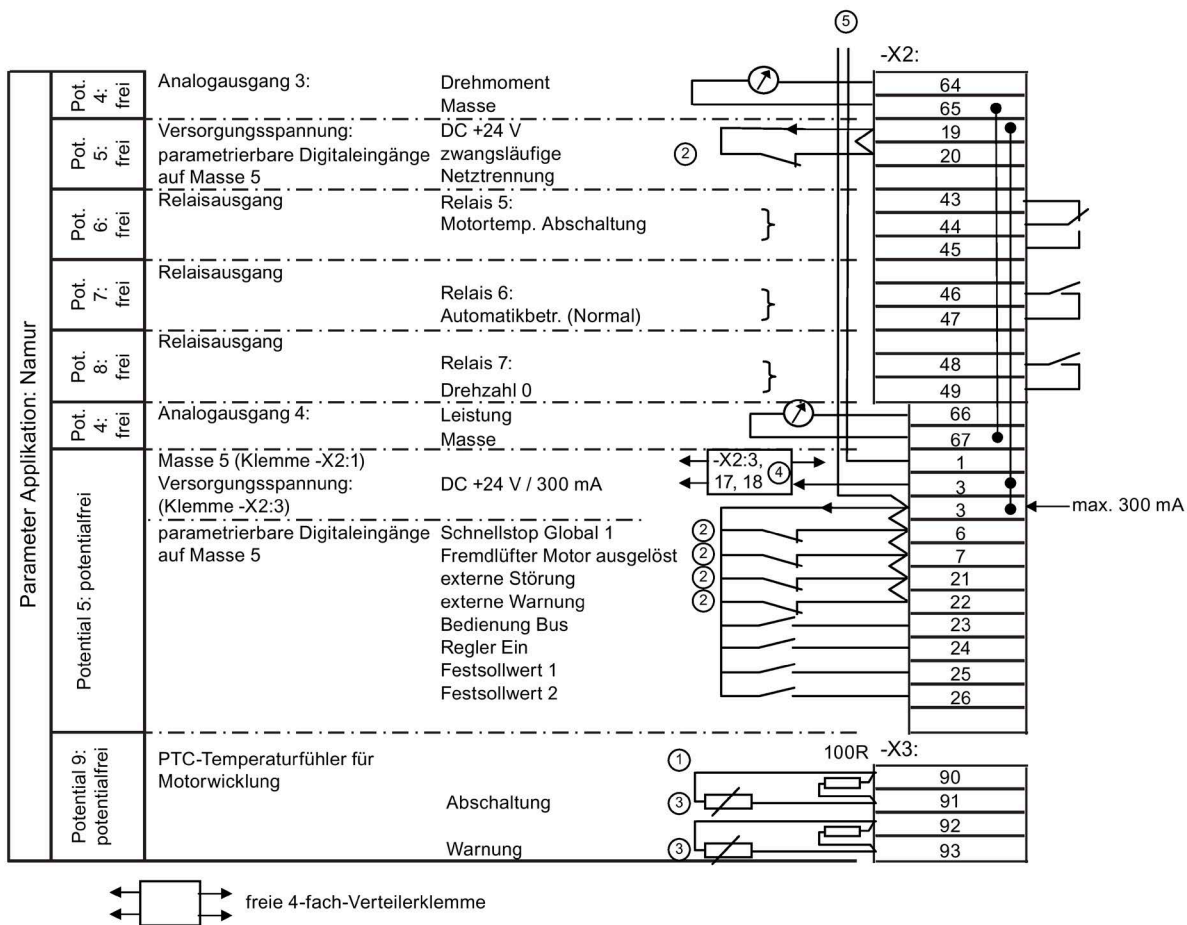 ⑤
-X2:
Parameter Applikation: Namur
Pot. 4: frei
Analogausgang 3: Drehmoment 64
Masse 65
Pot. 5: frei
Versorgungsspannung: DC +24 V 19
parametrierbare Digitaleingänge zwangsläufige ② 20
auf Masse 5 Netztrennung
Pot. 6: frei
Relaisausgang Relais 5: 43
Motortemp. Abschaltung } 44
45
Pot. 7: frei
Relaisausgang
Relais 6: 46
Automatikbetr. (Normal) } 47
Pot. 8: frei
Relaisausgang
Relais 7: 48
Drehzahl 0 } 49
Pot. 4: frei
Analogausgang 4: Leistung 66
Masse 67
Potential 5: potentialfrei
Masse 5 (Klemme -X2:1) -X2:3, 1
Versorgungsspannung: DC +24 V / 300 mA 17, 18 ④ 3
(Klemme -X2:3) 3 max. 300 mA
parametrierbare Digitaleingänge Schnellstop Global 1 ② 6
auf Masse 5 Fremdlüfter Motor ausgelöst ② 7
externe Störung ② 21
externe Warnung ② 22
Bedienung Bus 23
Regler Ein 24
Festsollwert 1 25
Festsollwert 2 26
Potential 9: potentialfrei
100R -X3:
PTC-Temperaturfühler für ① 90
Motorwicklung
Abschaltung ③ 91
92
Warnung ③ 93
freie 4-fach-Verteilerklemme